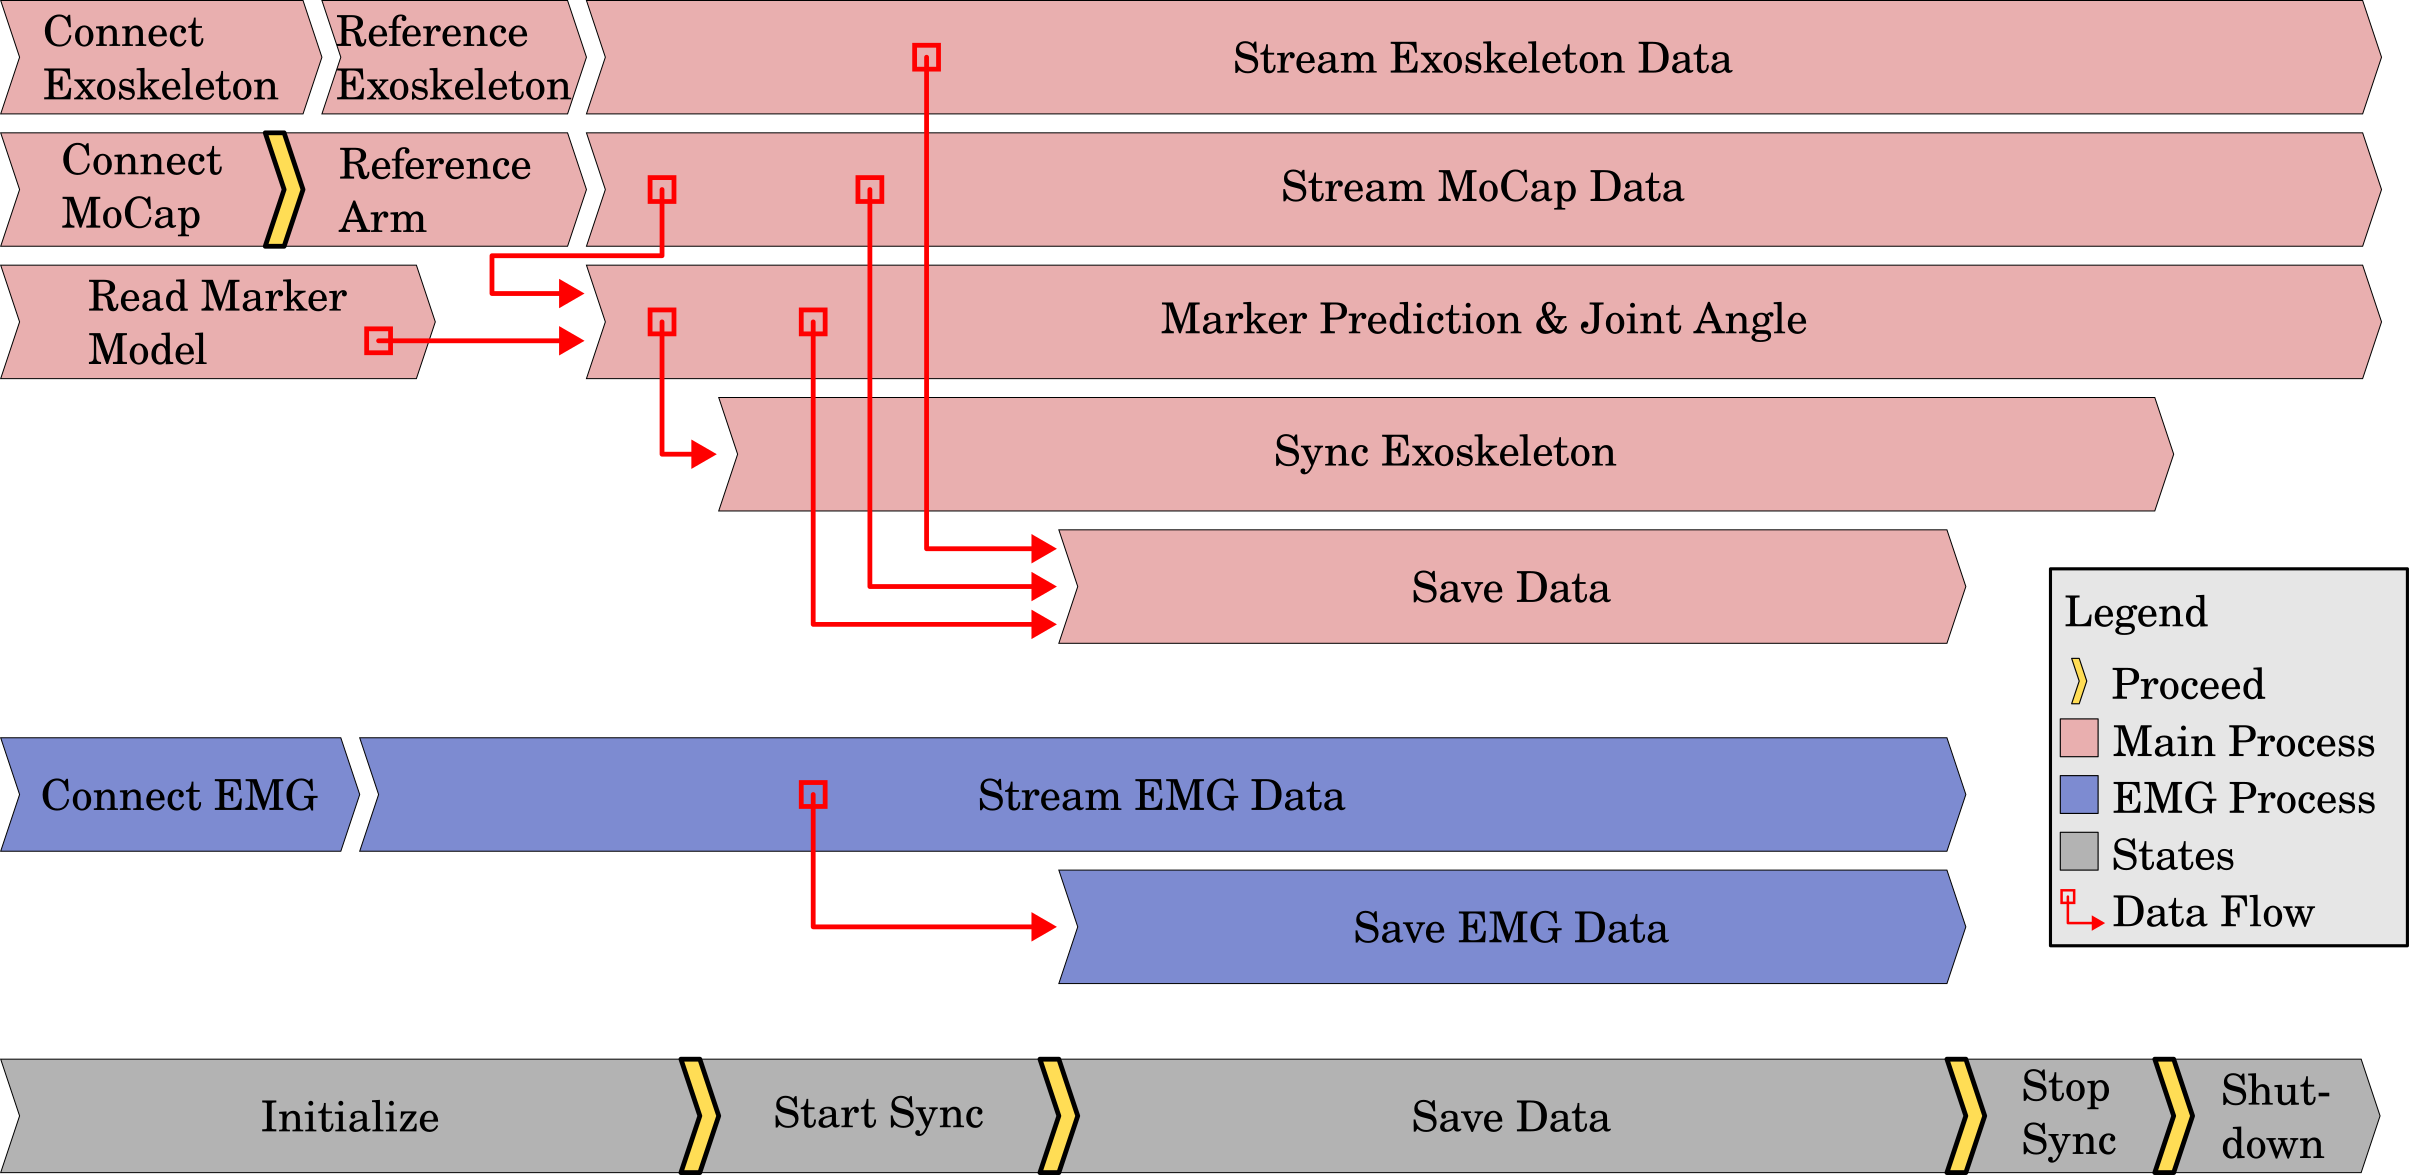 Connect
Exoskeleton
Reference
Exoskeleton
Stream Exoskeleton Data
Connect
MoCap
Reference
Arm
Stream MoCap Data
Read Marker
Model
Marker Prediction & Joint Angle
Sync Exoskeleton
Save Data
Connect EMG
Stream EMG Data
Save EMG Data
Legend
Proceed
Main Process
EMG Process
States
Data Flow
Initialize
Start Sync
Save Data
Stop
Sync
Shut-
down